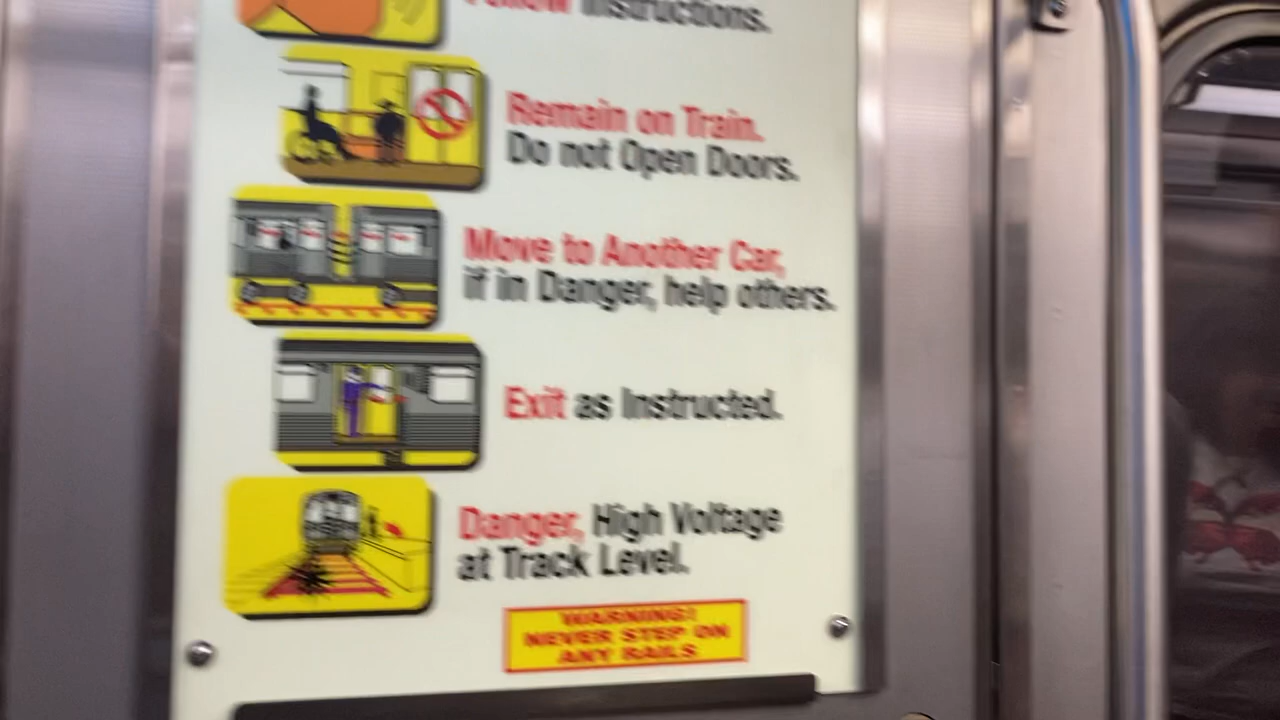 Follow Instructions.
Remain on Train.
Do not Open Doors.
Move to Another Car,
if in Danger, help others.
Exit as Instructed.
Danger, High Voltage
at Track Level.
WARNING!
NEVER STEP ON
ANY RAILS